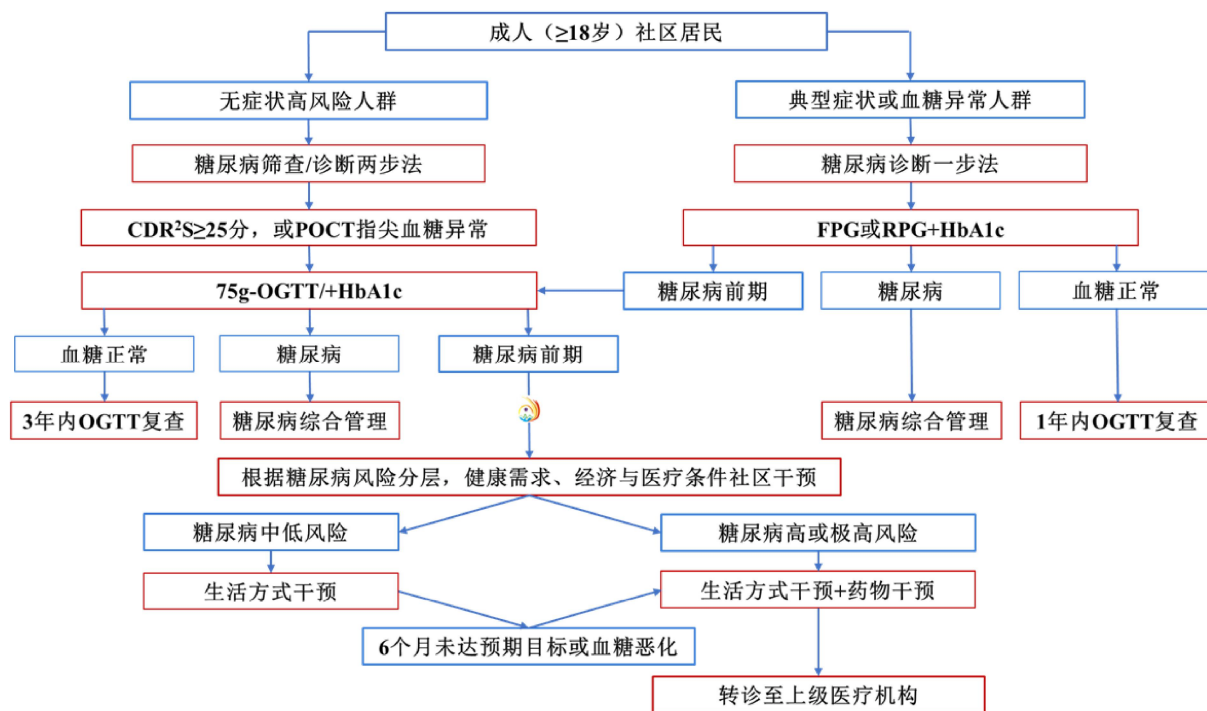 成人（≥18岁）社区居民
无症状高风险人群
典型症状或血糖异常人群
糖尿病筛查/诊断两步法
糖尿病诊断一步法
CDR²S≥25分，或POCT指尖血糖异常
FPG或RPG+HbA1c
75g-OGTT/+HbA1c
糖尿病前期
糖尿病
血糖正常
血糖正常
糖尿病
糖尿病前期
3年内OGTT复查
糖尿病综合管理
糖尿病综合管理
1年内OGTT复查
根据糖尿病风险分层，健康需求、经济与医疗条件社区干预
糖尿病中低风险
糖尿病高或极高风险
生活方式干预
生活方式干预+药物干预
6个月未达预期目标或血糖恶化
转诊至上级医疗机构